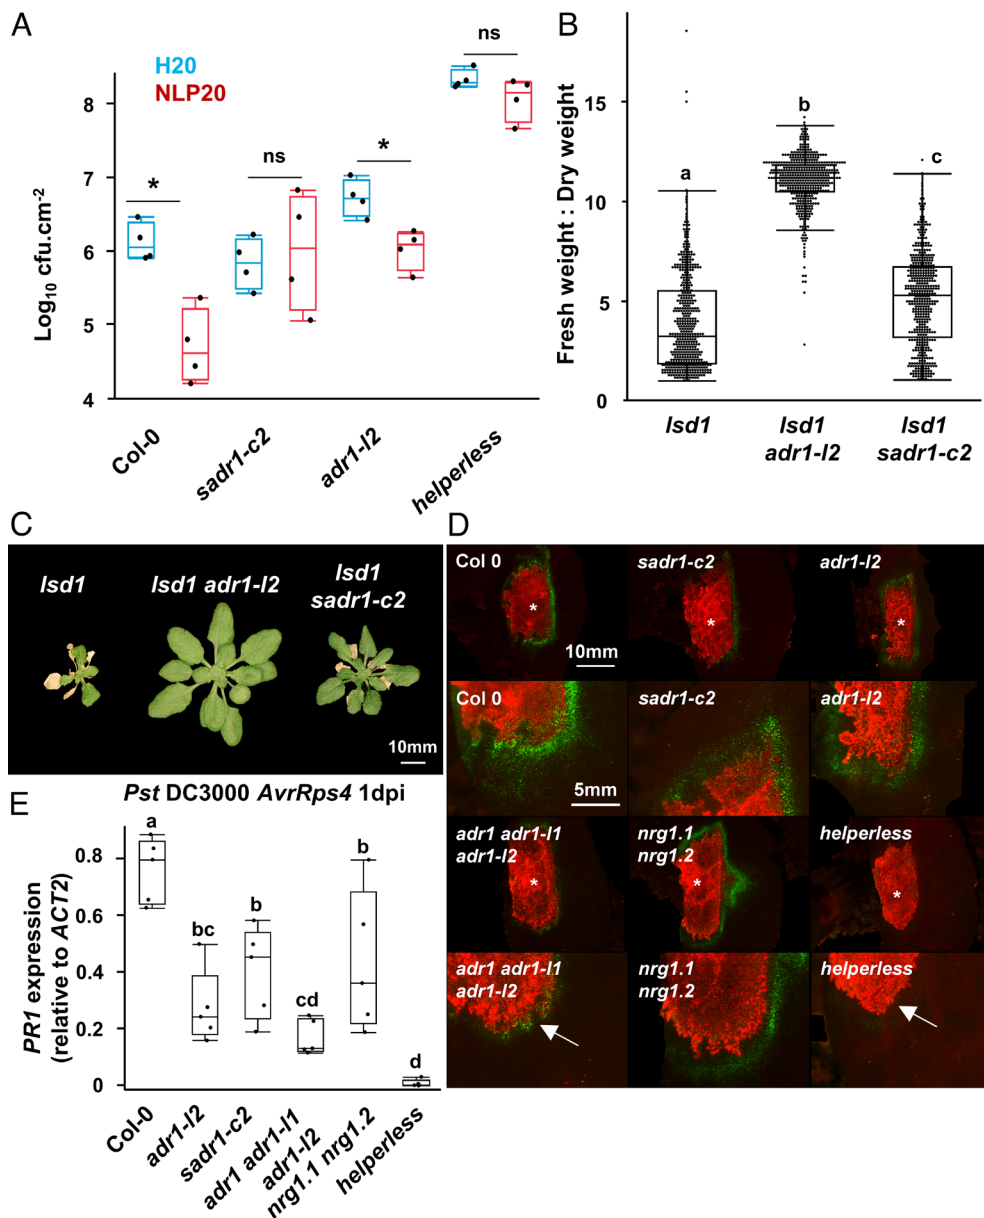 A
H20
NLP20
ns
ns
*
*
8
7
6
5
4
Log10 cfu.cm-2
Col-0
sadr1-c2
adr1-l2
helperless
B
15
10
5
0
Fresh weight : Dry weight
a
b
c
lsd1
lsd1
adr1-l2
lsd1
sadr1-c2
C
lsd1
lsd1 adr1-l2
lsd1
sadr1-c2
10mm
D
Col 0
sadr1-c2
adr1-l2
*
*
*
10mm
Col 0
sadr1-c2
adr1-l2
5mm
adr1 adr1-l1
adr1-l2
nrg1.1
nrg1.2
helperless
*
*
*
adr1 adr1-l1
adr1-l2
nrg1.1
nrg1.2
helperless
E
Pst DC3000 AvrRps4 1dpi
a
bc
b
cd
b
d
0.8
0.6
0.4
0.2
0
PR1 expression
(relative to ACT2)
Col-0
adr1-l2
sadr1-c2
adr1 adr1-l1
adr1-l2
nrg1.1 nrg1.2
helperless